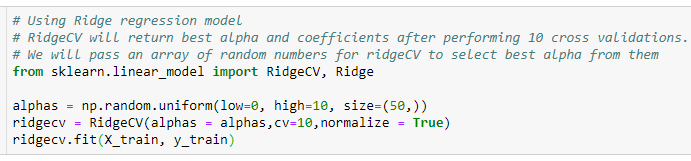 # Using Ridge regression model
# RidgeCV will return best alpha and coefficients after performing 10 cross validations.
# We will pass an array of random numbers for ridgeCV to select best alpha from them
from sklearn.linear_model import RidgeCV, Ridge
alphas = np.random.uniform(low=0, high=10, size=(50,))
ridgecv = RidgeCV(alphas = alphas,cv=10,normalize = True)
ridgecv.fit(X_train, y_train)